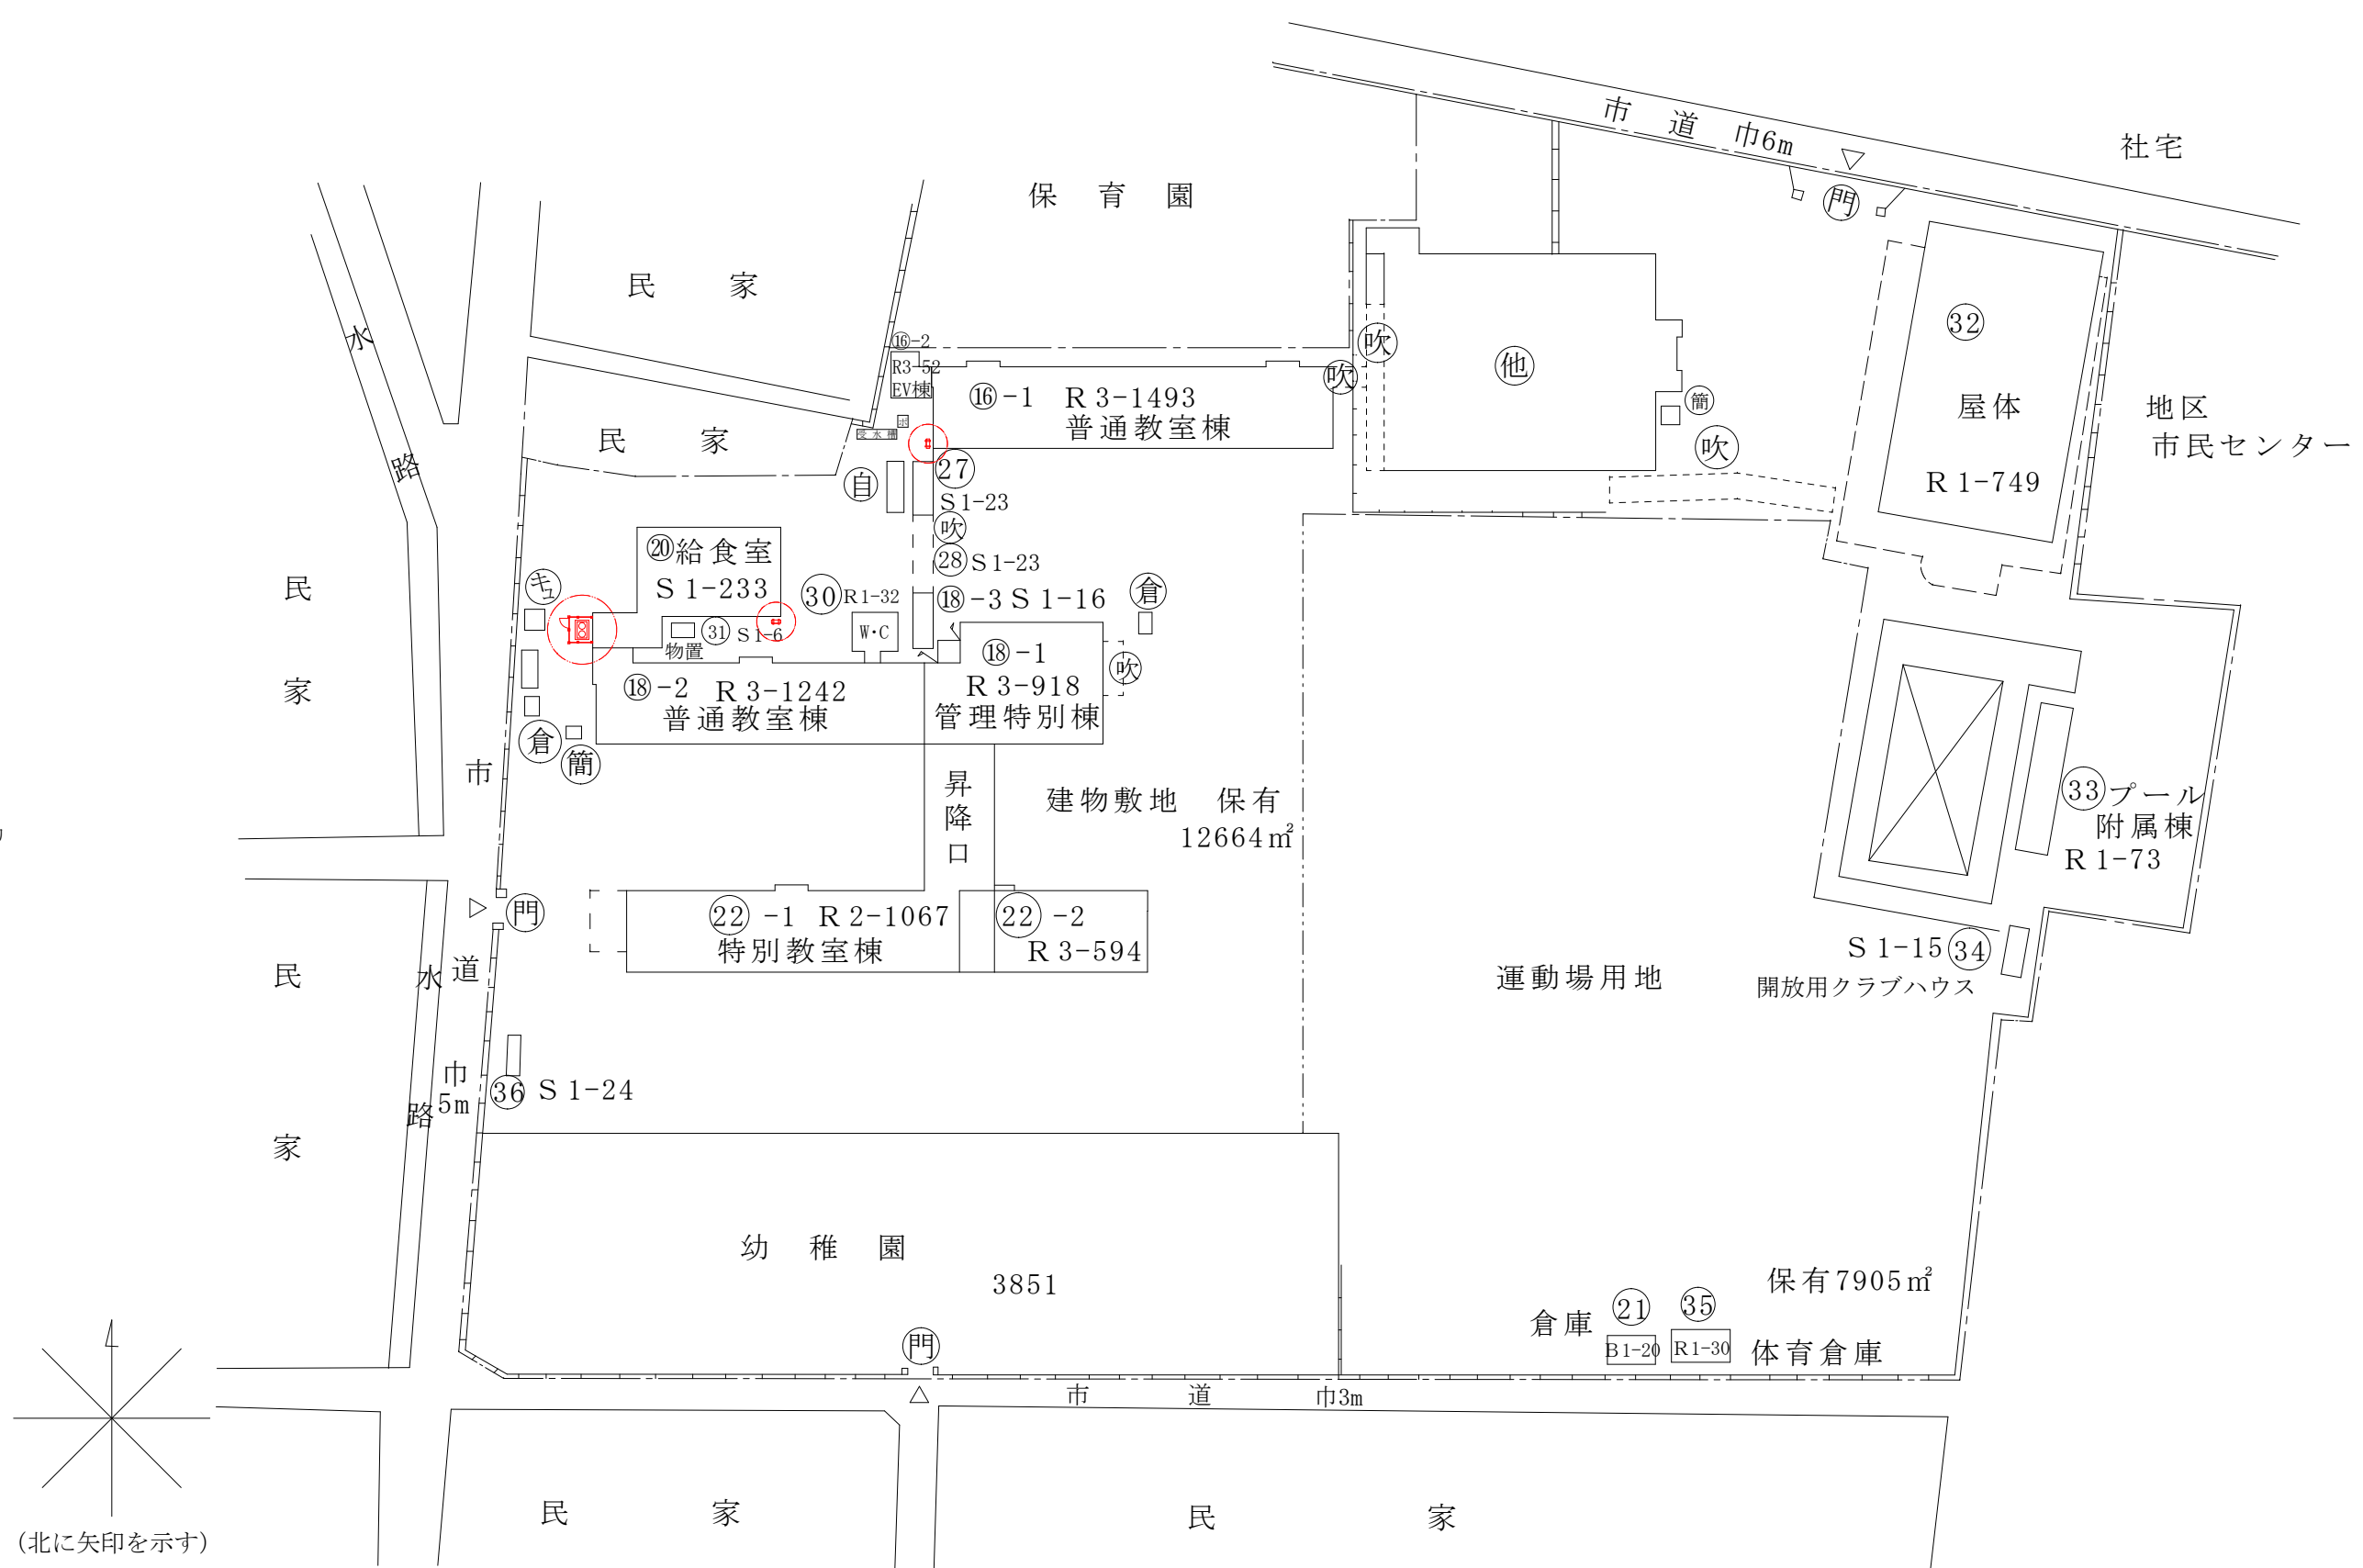 市 道 巾6m
社宅
門
保 育 園
民 家
水
路
⑯-2
R3-52
EV棟
吹
吹
他
簡
吹
㉜
屋体
R 1-749
地区
市民センター
⑯-1 R 3-1493
普通教室棟
民 家
受水槽
㉗
S 1-23
自
吹
㉘ S 1-23
⑳ 給食室
S 1-233
キュ
㉚ R 1-32
W・C
⑱-3 S 1-16
倉
㉛ S 1-6
物置
民
家
⑱-1
R 3-918
管理特別棟
吹
⑱-2 R 3-1242
普通教室棟
倉
簡
市
昇
降
口
建物敷地 保有
12664㎡
㉝ プール
附属棟
R 1-73
門
㉒-1 R 2-1067
特別教室棟
㉒-2
R 3-594
S 1-15 ㉞
開放用クラブハウス
運動場用地
民
家
水
路
道
巾
5m
㊱ S 1-24
幼 稚 園
3851
保有7905㎡
倉庫
㉑
B 1-20
㉟
R 1-30
体育倉庫
門
市 道 巾3m
民 家
民 家
(北に矢印を示す)